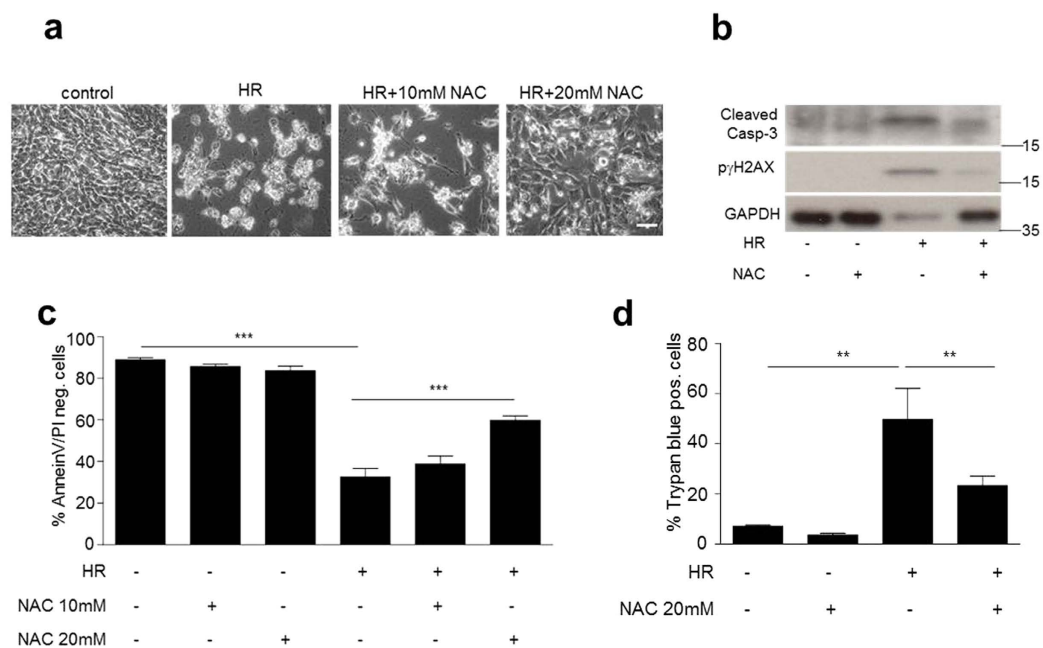 a
control
HR
HR+10mM NAC
HR+20mM NAC
b
Cleaved
Casp-3
15
pγH2AX
15
GAPDH
35
HR - - + +
NAC - + - +
c
% AnneinV/PI neg. cells
100
80
60
40
20
0
***
***
HR - - - + + +
NAC 10mM - + - - + -
NAC 20mM - - + - - +
d
% Trypan blue pos. cells
80
60
40
20
0
**
**
HR - - + +
NAC 20mM - + - +